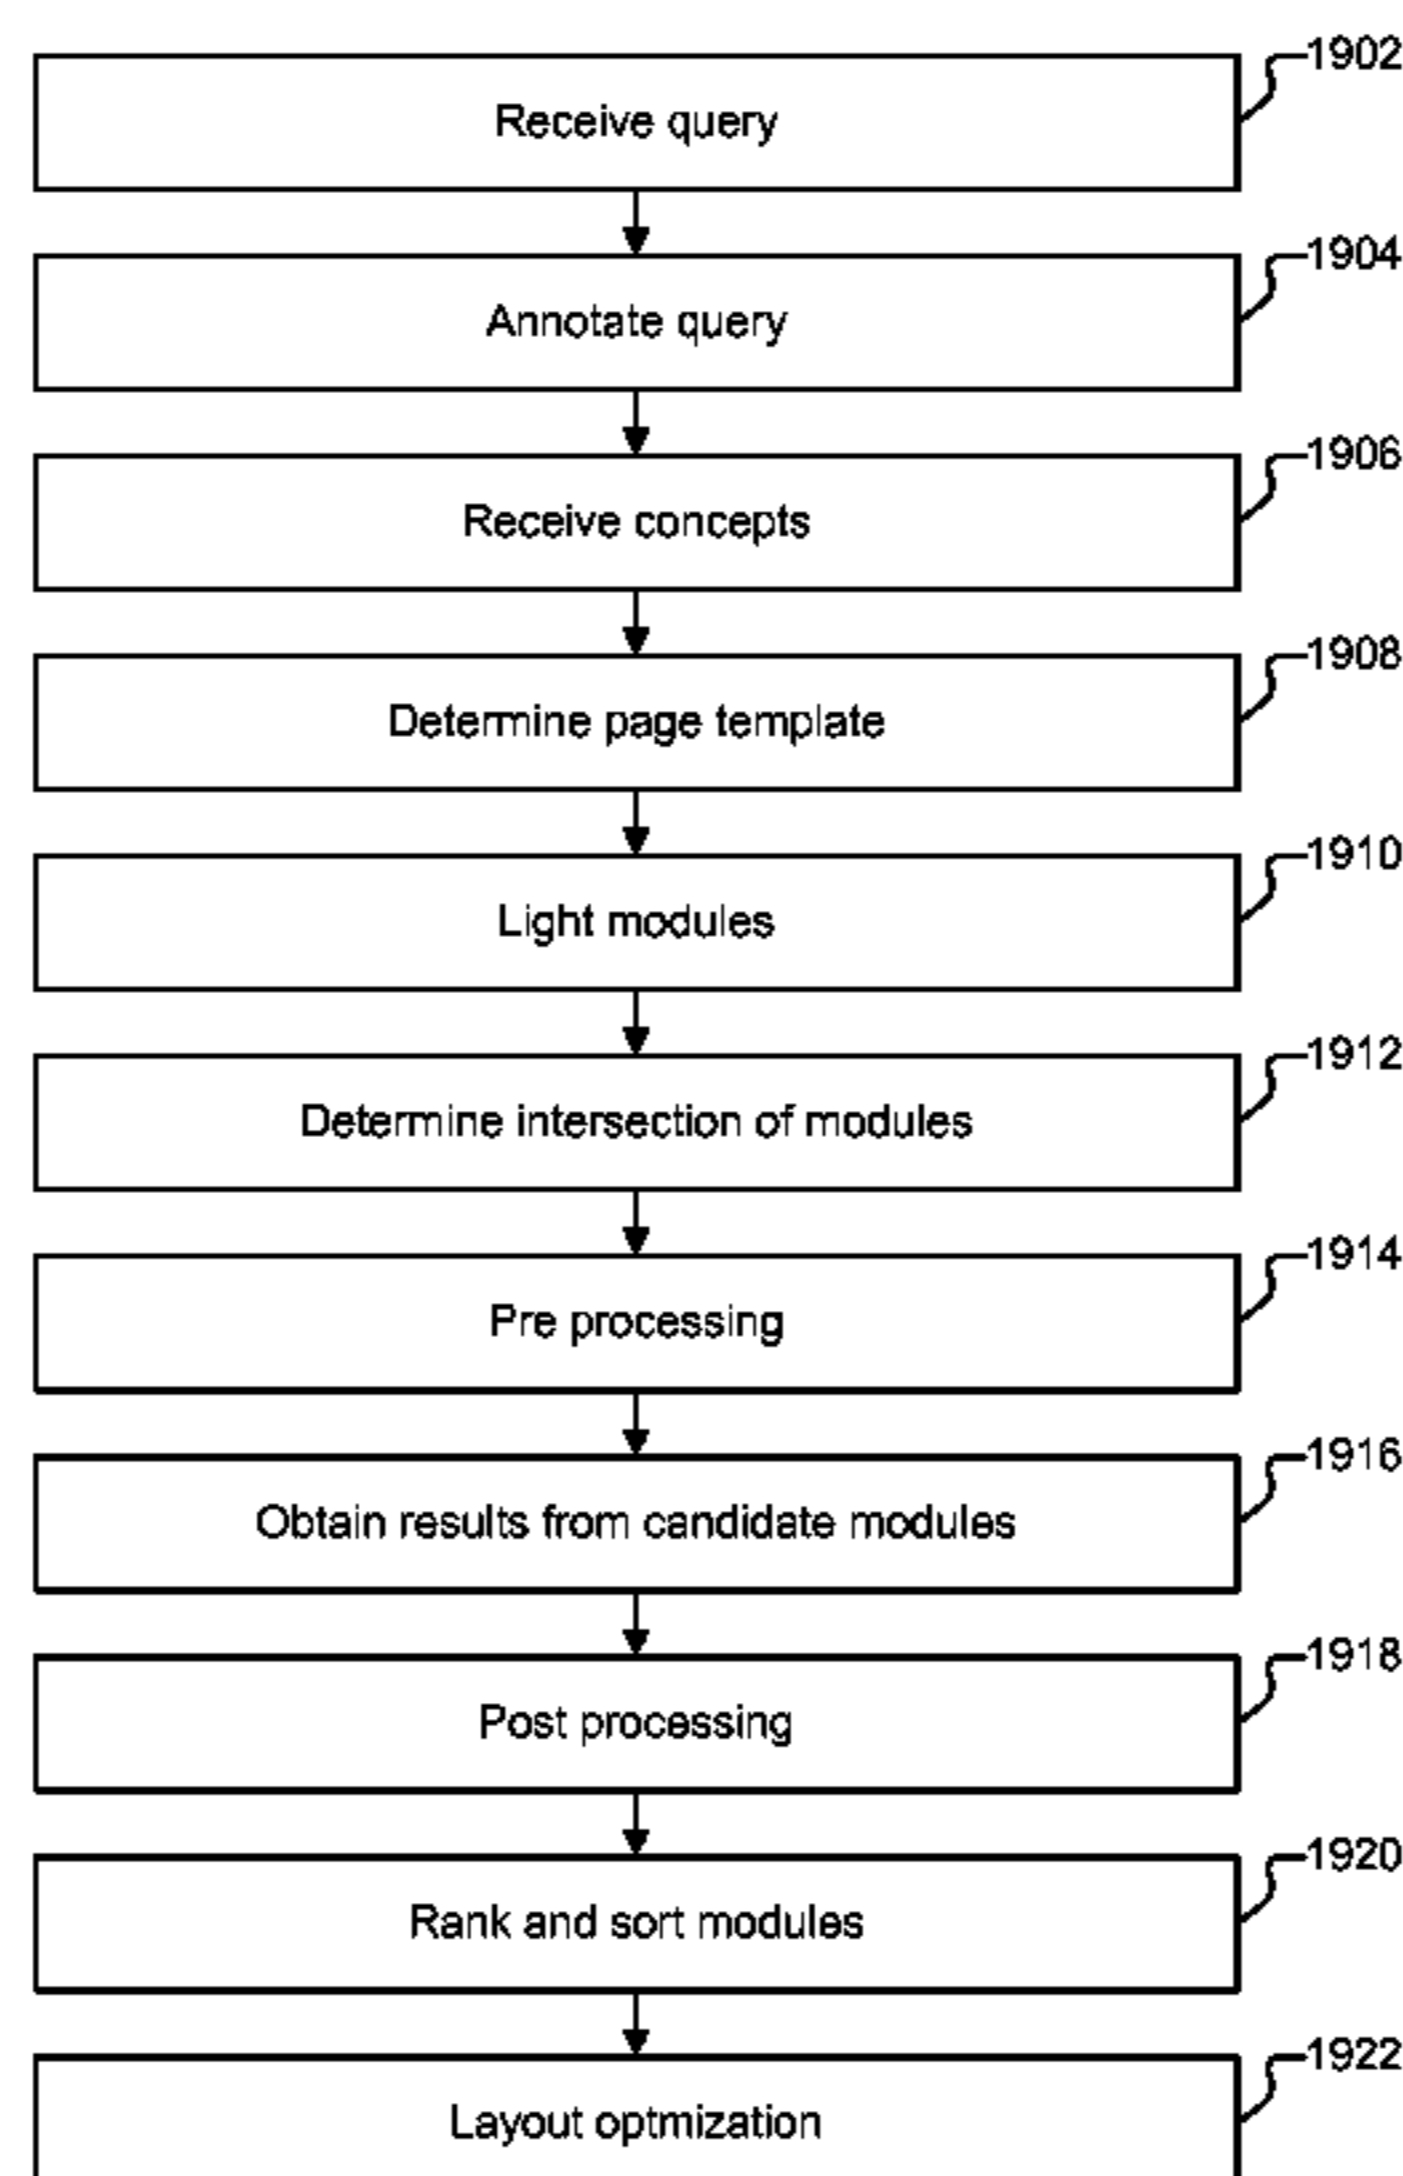 1902
Receive query
1904
Annotate query
1906
Receive concepts
1908
Determine page template
1910
Light modules
1912
Determine intersection of modules
1914
Pre processing
1916
Obtain results from candidate modules
1918
Post processing
1920
Rank and sort modules
1922
Layout optmization